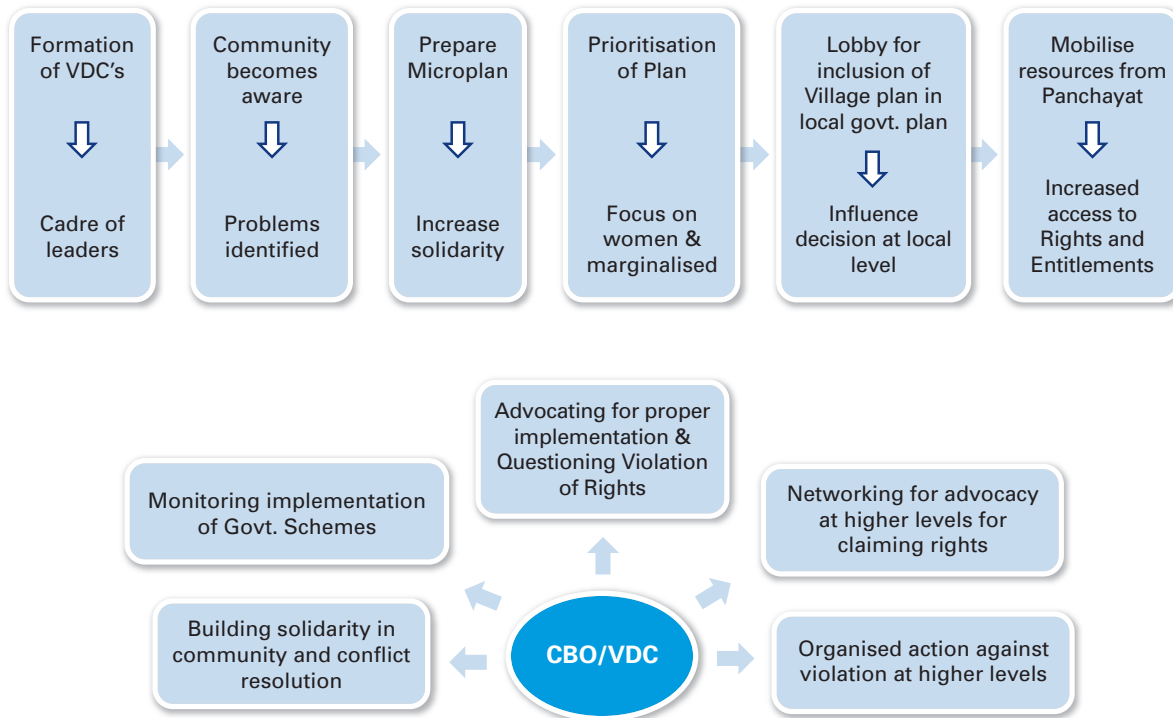 Formation
of VDC's
Cadre of
leaders
Community
becomes
aware
Problems
identified
Prepare
Microplan
Increase
solidarity
Prioritisation
of Plan
Focus on
women &
marginalised
Lobby for
inclusion of
Village plan in
local govt. plan
Influence
decision at local
level
Mobilise
resources from
Panchayat
Increased
access to
Rights and
Entitlements
Advocating for proper
implementation &
Questioning Violation
of Rights
Monitoring implementation
of Govt. Schemes
Networking for advocacy
at higher levels for
claiming rights
Building solidarity in
community and conflict
resolution
CBO/VDC
Organised action against
violation at higher levels